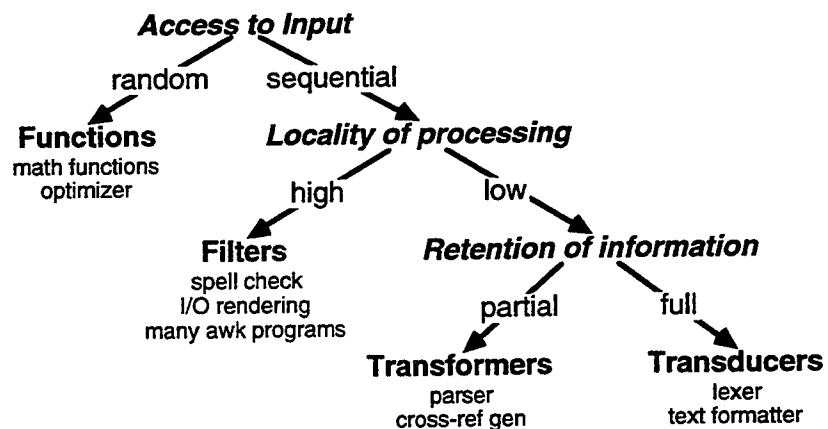 Access to Input
random
sequential
Functions
math functions
optimizer
Locality of processing
high
low
Filters
spell check
I/O rendering
many awk programs
Retention of information
partial
full
Transformers
parser
cross-ref gen
Transducers
lexer
text formatter